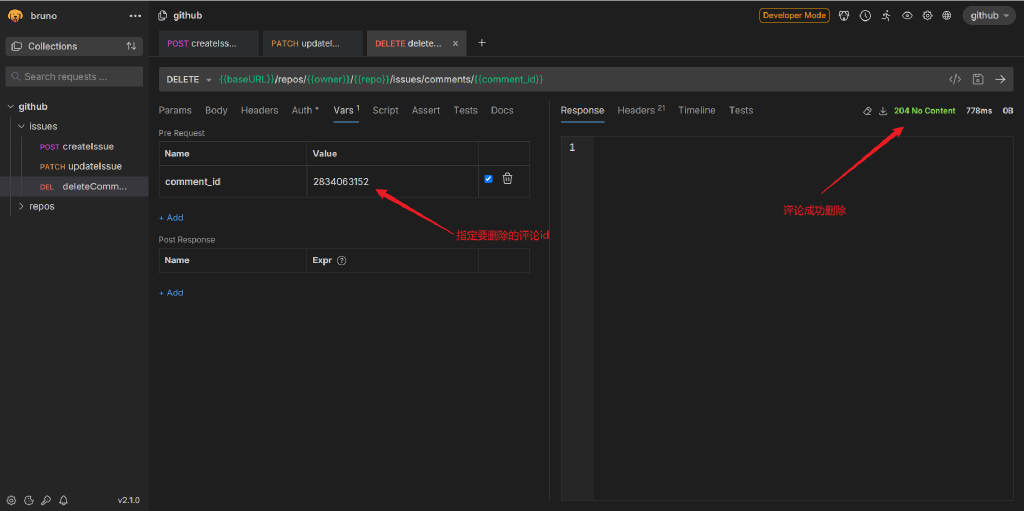 bruno
github
Developer Mode
github
Collections
POST createIss...
PATCH updateI...
DELETE delete...
Search requests ...
DELETE {{baseURL}}/repos/{{owner}}/{{repo}}/issues/comments/{{comment_id}}
github
issues
POST createIssue
PATCH updateIssue
DEL deleteComm...
repos
Params Body Headers Auth * Vars 1 Script Assert Tests Docs
Pre Request
Name Value
comment_id 2834063152
+ Add
指定要删除的评论id
Post Response
Name Expr ?
+ Add
Response Headers 21 Timeline Tests
204 No Content 778ms 0B
1
评论成功删除
v2.1.0